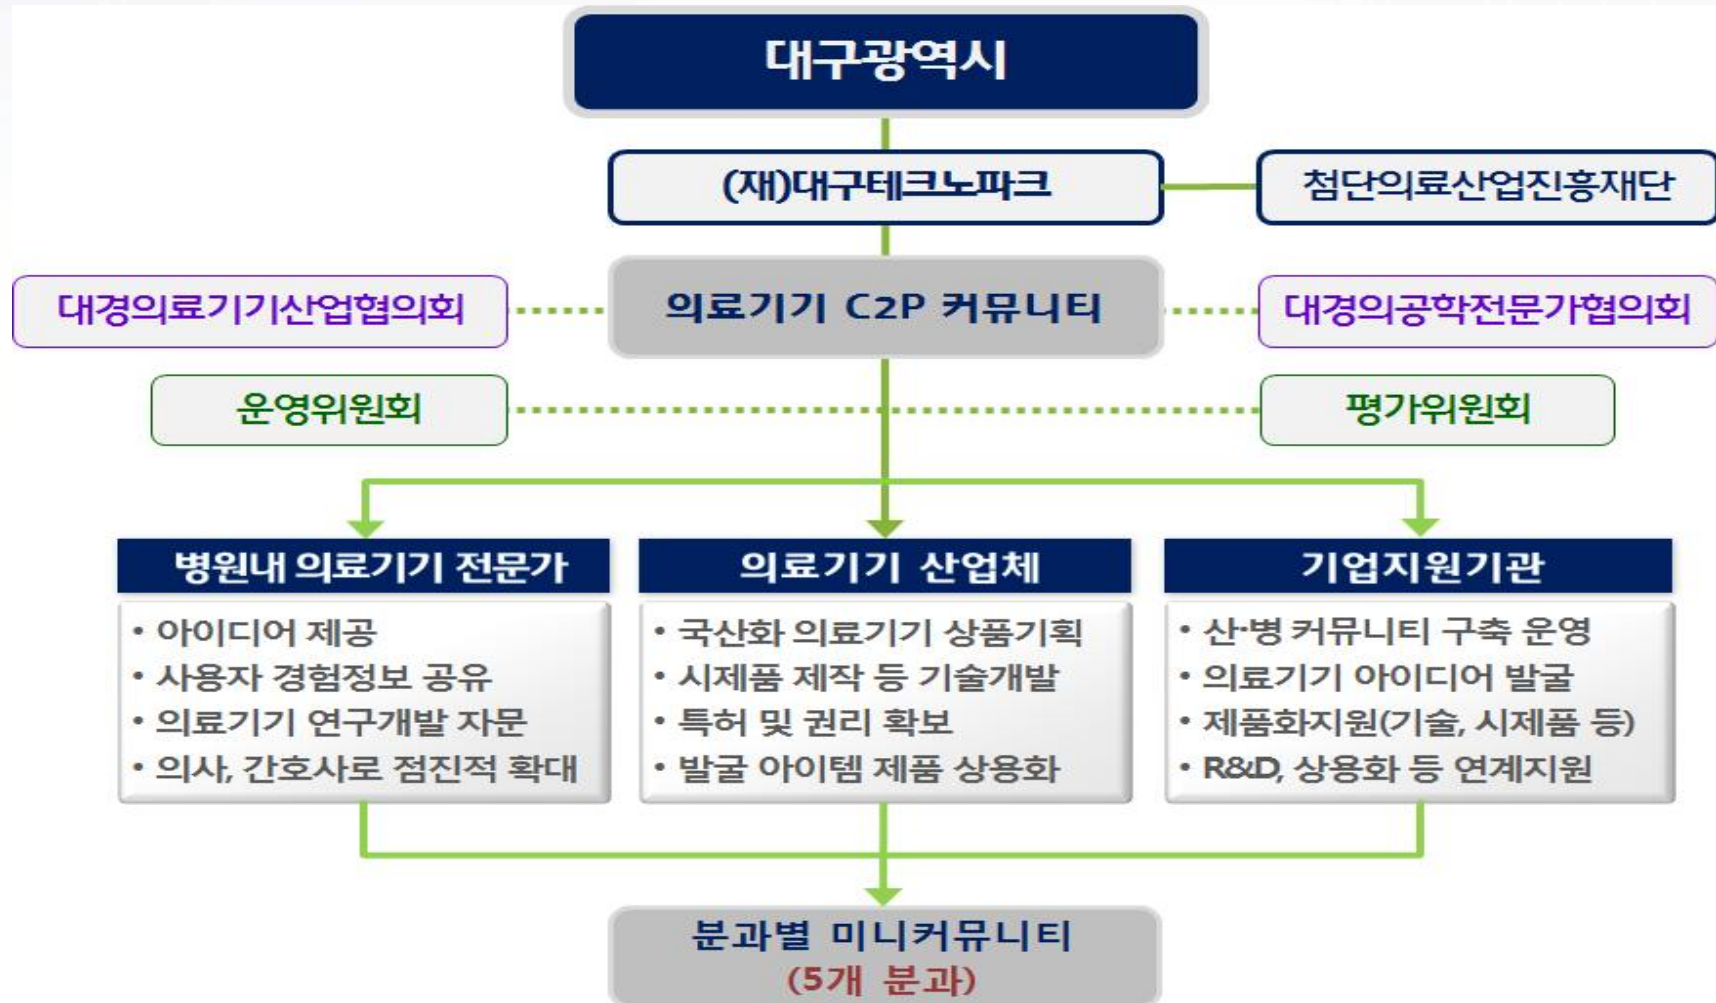 대구광역시
(재)대구테크노파크
첨단의료산업진흥재단
대경의료기기산업협의회
의료기기 C2P 커뮤니티
대경의공학전문가협의회
운영위원회
평가위원회
병원내 의료기기 전문가
• 아이디어 제공
• 사용자 경험정보 공유
• 의료기기 연구개발 자문
• 의사, 간호사로 점진적 확대
의료기기 산업체
• 국산화 의료기기 상품기획
• 시제품 제작 등 기술개발
• 특허 및 권리 확보
• 발굴 아이템 제품 상용화
기업지원기관
• 산·병 커뮤니티 구축 운영
• 의료기기 아이디어 발굴
• 제품화지원(기술, 시제품 등)
• R&D, 상용화 등 연계지원
분과별 미니커뮤니티
(5개 분과)